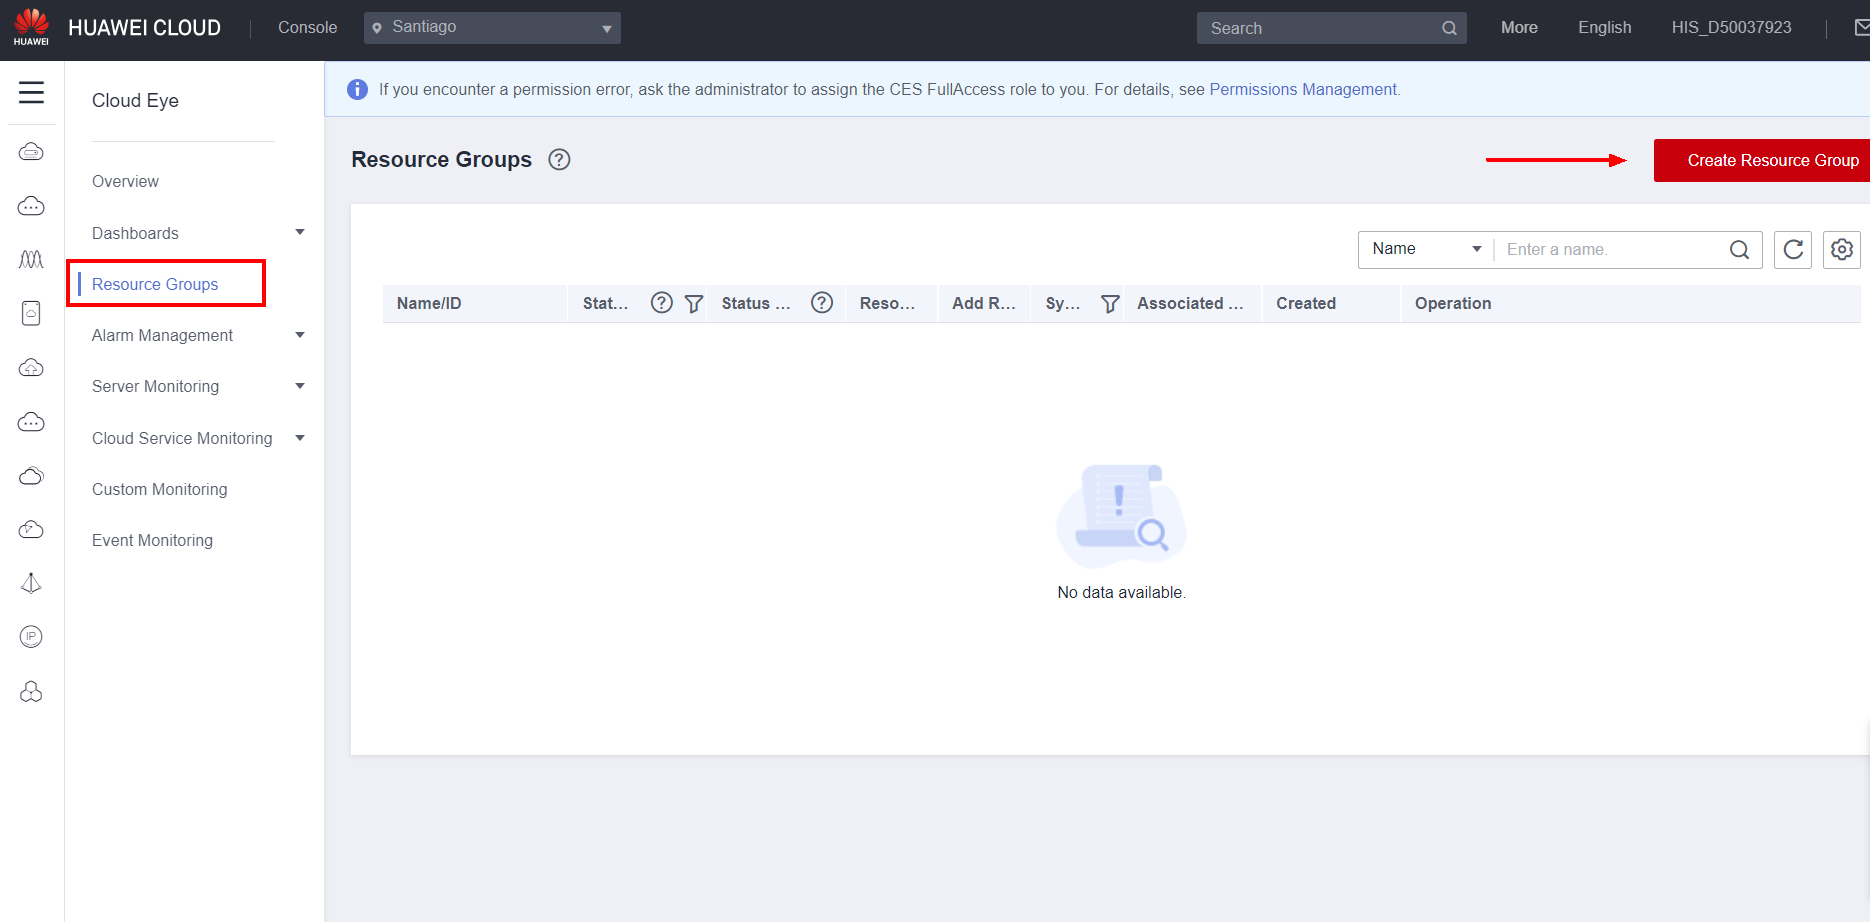 HUAWEI
HUAWEI CLOUD
Console
Santiago
Search
More
English
HIS_D50037923
Cloud Eye
Overview
Dashboards
Resource Groups
Alarm Management
Server Monitoring
Cloud Service Monitoring
Custom Monitoring
Event Monitoring
IP
If you encounter a permission error, ask the administrator to assign the CES FullAccess role to you. For details, see Permissions Management.
Resource Groups
Create Resource Group
Name
Enter a name.
Name/ID Stat... Status ... Reso... Add R... Sy... Associated ... Created Operation
No data available.